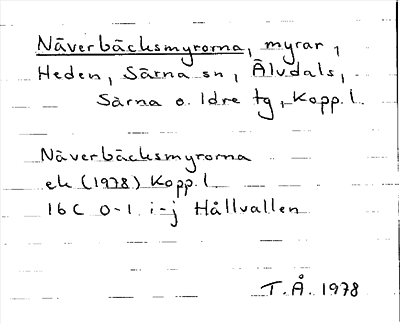 Näverbäcksmyrorna, myrar,
Heden, Särna sn, Älvdals,
Särna o. Idre tg, Kopp. l.
Näverbäcksmyrorna
ek (1978) Kopp. l.
16C 0-1 i-j Hållvallen
T. Å. 1978